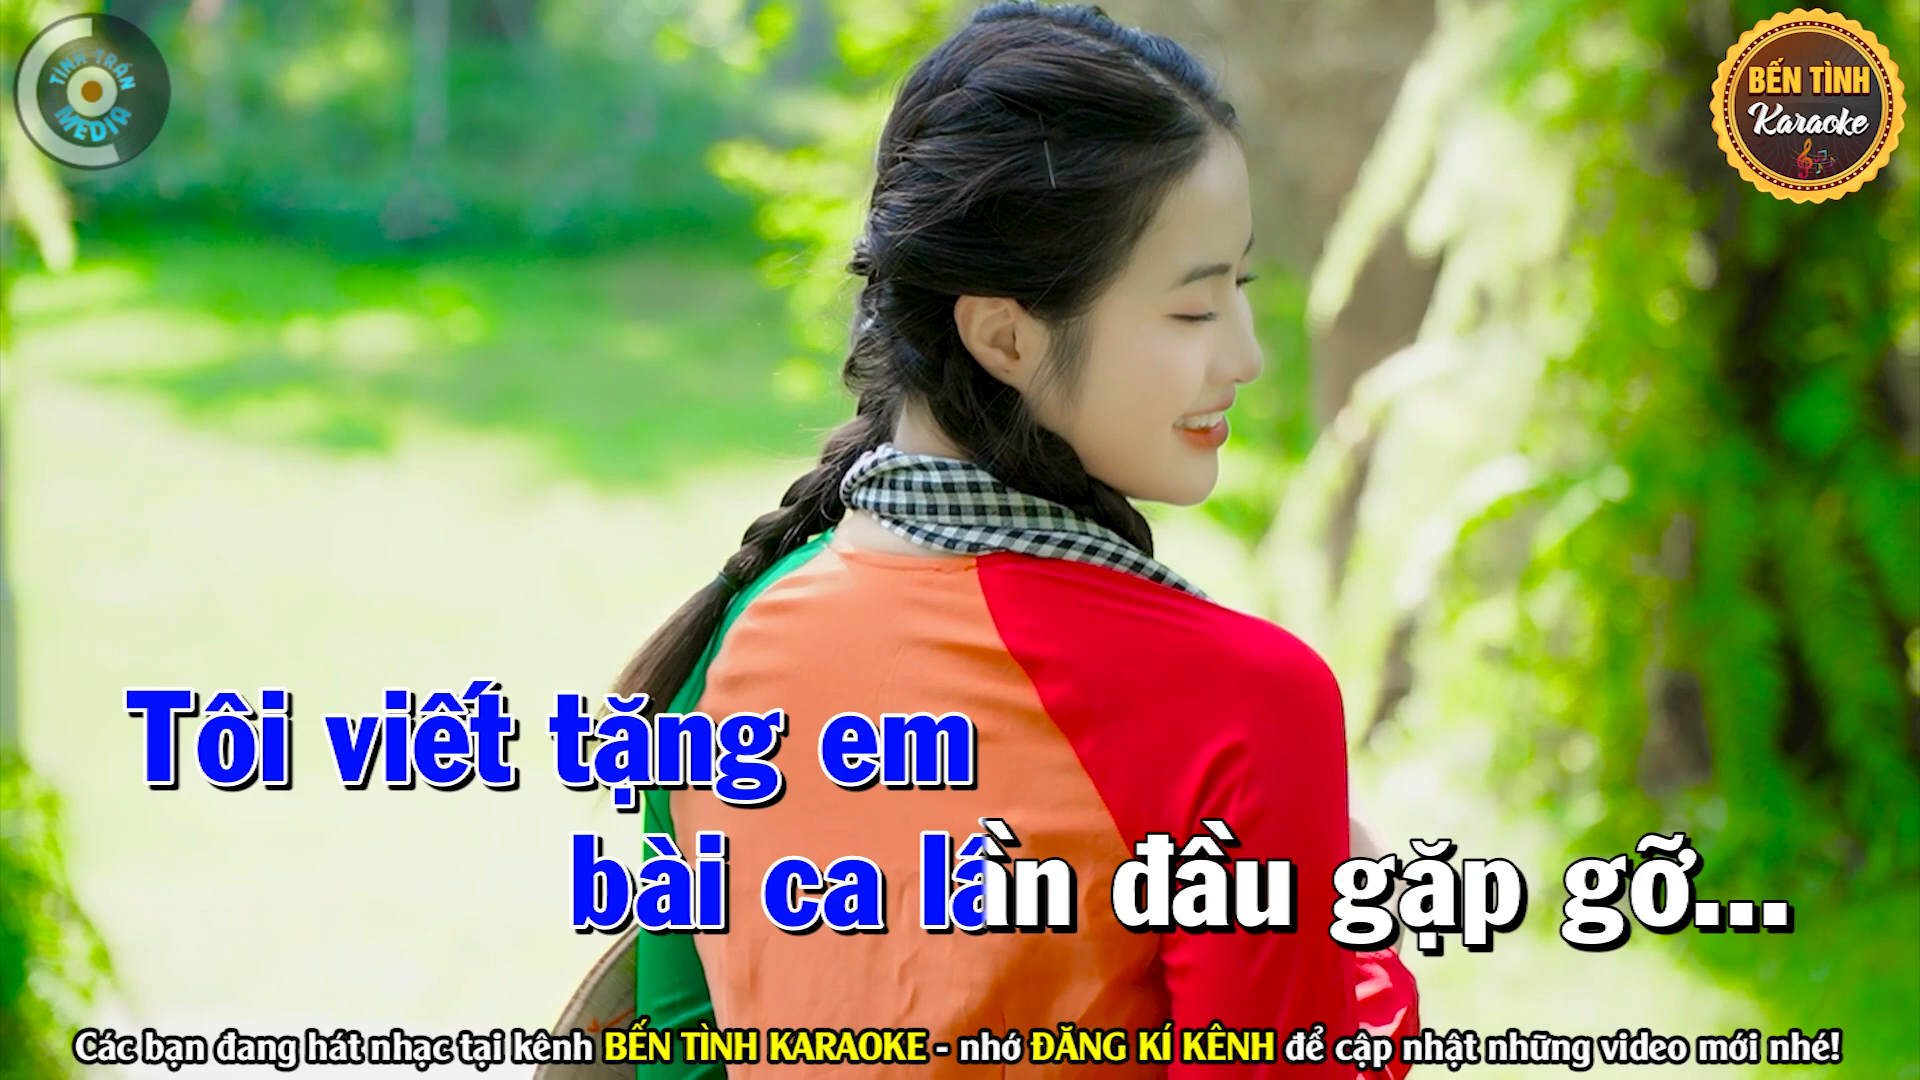 TÌNH TRẦN
MEDIA
BẾN TÌNH
Karaoke
Tôi viết tặng em
bài ca lần đầu gặp gỡ...
Các bạn đang hát nhạc tại kênh BẾN TÌNH KARAOKE - nhớ ĐĂNG KÍ KÊNH để cập nhật những video mới nhé!